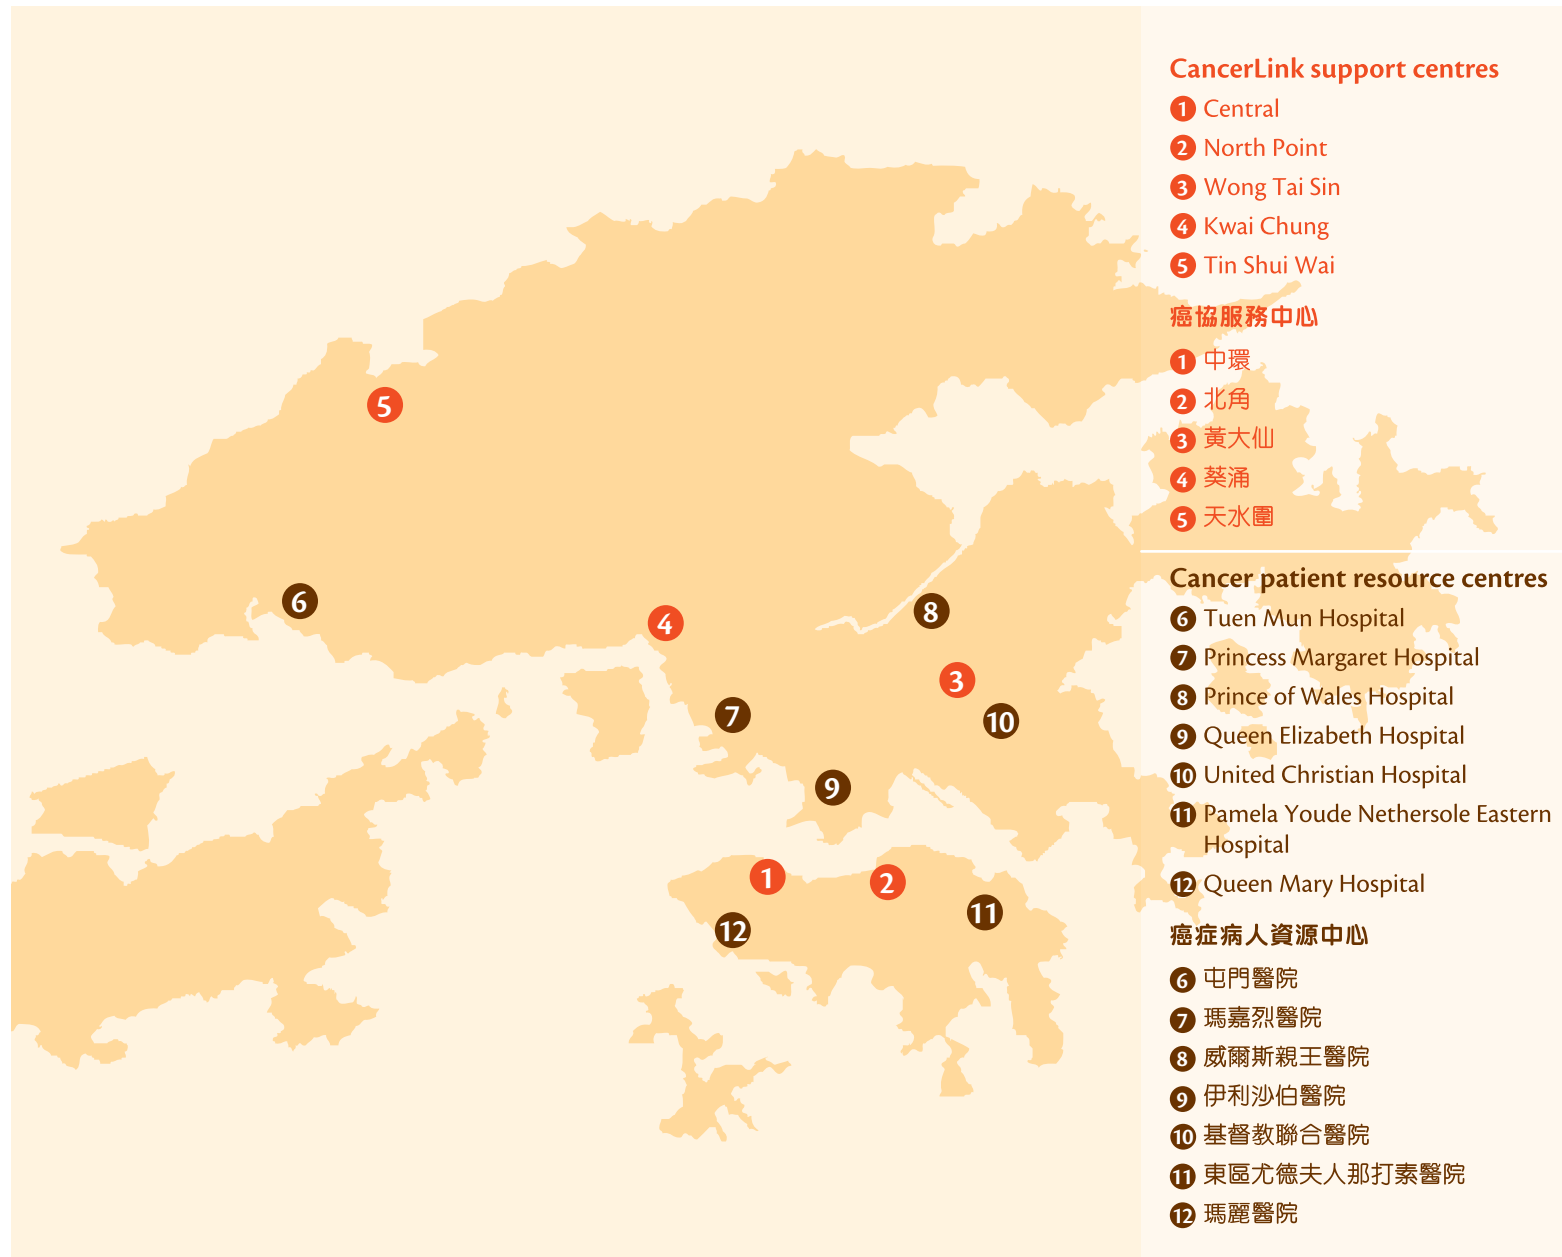 CancerLink support centres
1 Central
2 North Point
3 Wong Tai Sin
4 Kwai Chung
5 Tin Shui Wai
癌協服務中心
1 中環
2 北角
3 黃大仙
4 葵涌
5 天水圍
Cancer patient resource centres
6 Tuen Mun Hospital
7 Princess Margaret Hospital
8 Prince of Wales Hospital
9 Queen Elizabeth Hospital
10 United Christian Hospital
11 Pamela Youde Nethersole Eastern
Hospital
12 Queen Mary Hospital
癌症病人資源中心
6 屯門醫院
7 瑪嘉烈醫院
8 威爾斯親王醫院
9 伊利沙伯醫院
10 基督教聯合醫院
11 東區尤德夫人那打素醫院
12 瑪麗醫院
5
6
4
8
3
7
10
9
1
2
11
12